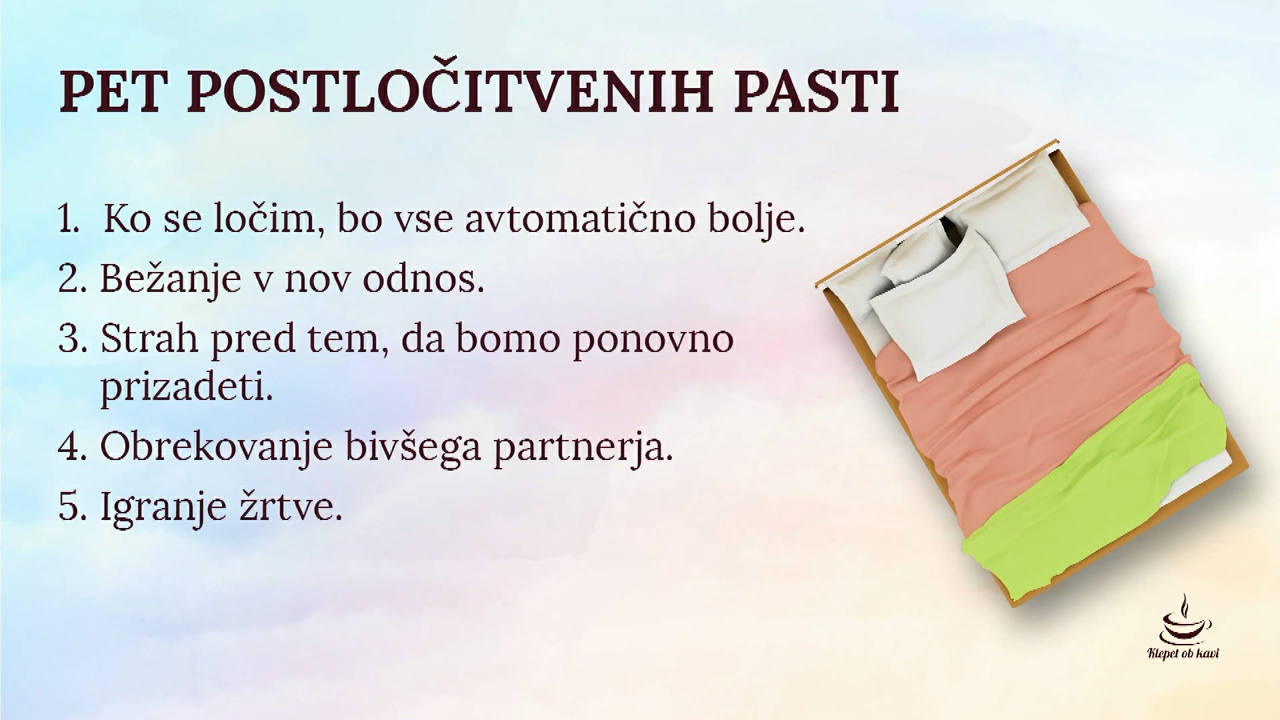 PET POSTLOČITVENIH PASTI
1. Ko se ločim, bo vse avtomatično bolje.
2. Bežanje v nov odnos.
3. Strah pred tem, da bomo ponovno
prizadeti.
4. Obrekovanje bivšega partnerja.
5. Igranje žrtve.
Klepet ob kavi